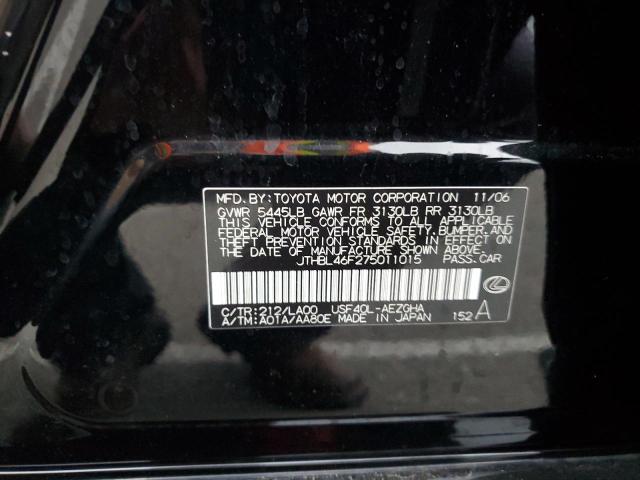 MFD.BY:TOYOTA MOTOR CORPORATION 11/06
GVWR 5445LB GAWR FR 3130LB RR 3130LB
THIS VEHICLE CONFORMS TO ALL APPLICABLE
FEDERAL MOTOR VEHICLE SAFETY, BUMPER, AND
THEFT PREVENTION STANDARDS IN EFFECT ON
THE DATE OF MANUFACTURE SHOWN ABOVE.
JTHBL46F275011015 PASS.CAR
C/TR:212/LA00 USF40L-AEZGHA
A/TM:A01A/AA80E MADE IN JAPAN 152 A